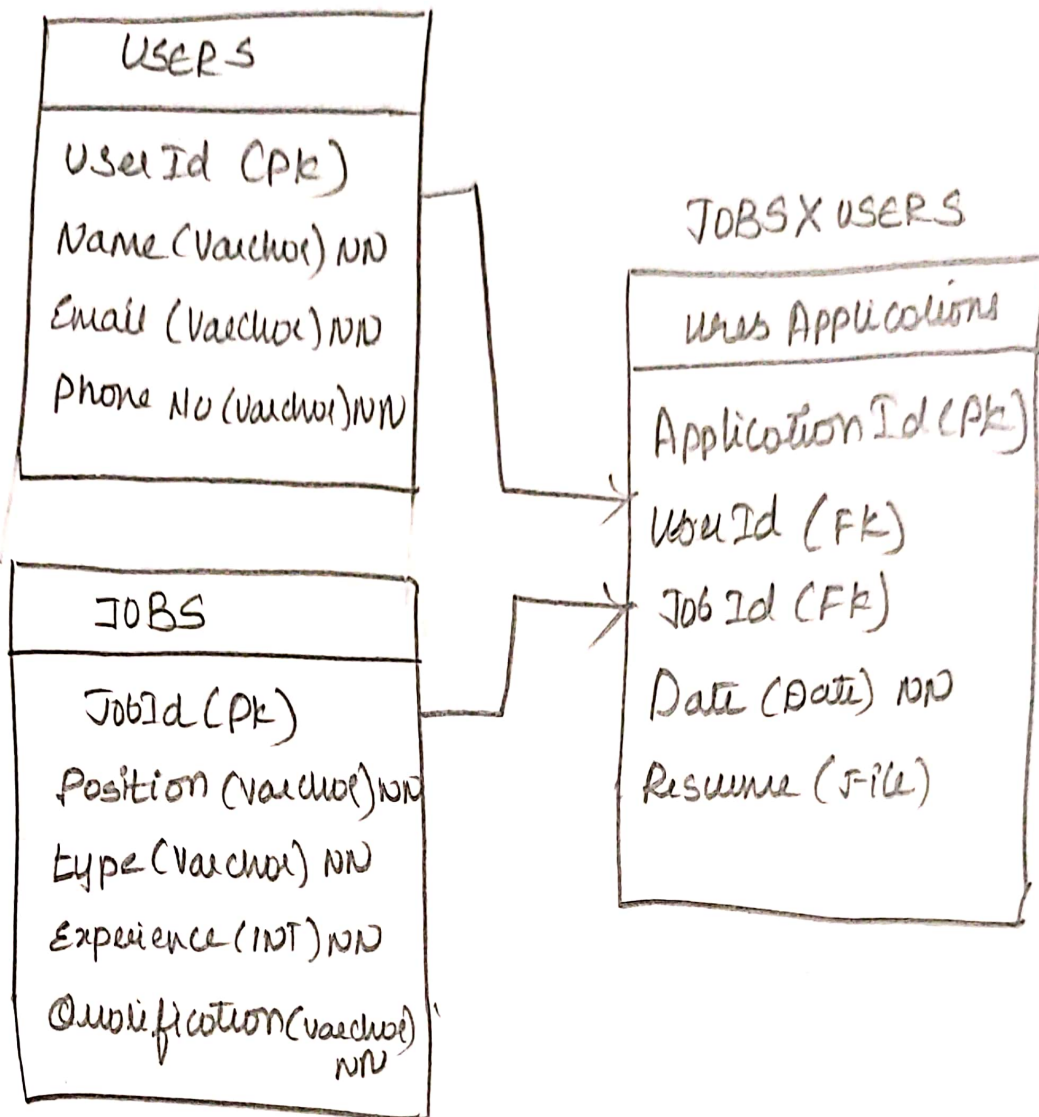 USERS
UserId (Pk)
Name (Varchar) NN
Email (Varchar) NN
Phone No (varchar) NN
JOBS
JobId (Pk)
Position (varchar) NN
type (Varchar) NN
Experience (INT) NN
Qualification (varchar)
NN
JOBS X USERS
Applications
Application Id (Pk)
UserId (Fk)
Job Id (Fk)
Date (Date) NN
Resume (File)